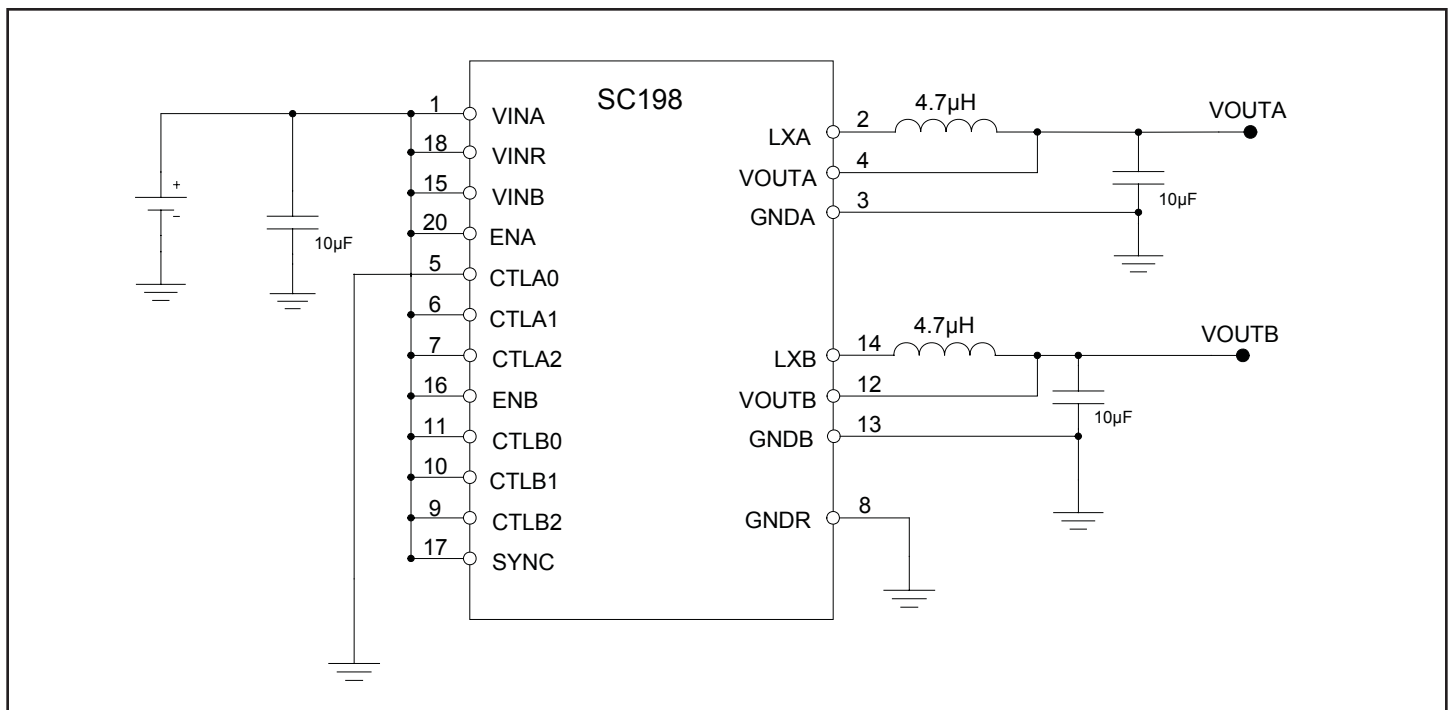 SC198
1 VINA
18 VINR
15 VINB
20 ENA
5 CTLA0
6 CTLA1
7 CTLA2
16 ENB
11 CTLB0
10 CTLB1
9 CTLB2
17 SYNC
+
-
10µF
LXA 2
4.7µH
VOUTA
VOUTA 4
GNDA 3
10µF
LXB 14
4.7µH
VOUTB
VOUTB 12
GNDB 13
10µF
GNDR 8